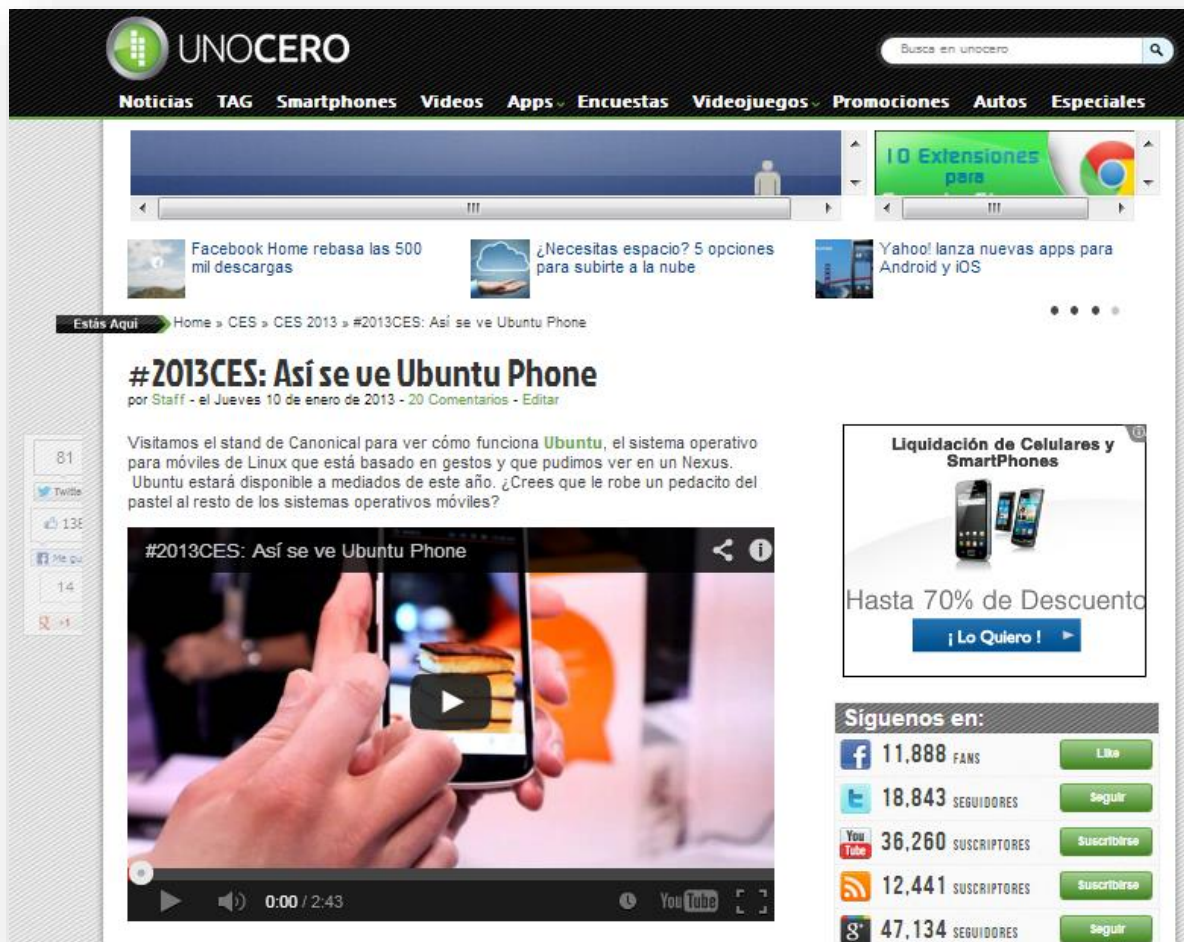 UNOCERO
Busca en unocero
Noticias TAG Smartphones Videos Apps Encuestas Videojuegos Promociones Autos Especiales
10 Extensiones
para
Facebook Home rebasa las 500
mil descargas
¿Necesitas espacio? 5 opciones
para subirte a la nube
Yahoo! lanza nuevas apps para
Android y iOS
Estás Aquí Home » CES » CES 2013 » #2013CES: Así se ve Ubuntu Phone
#2013CES: Así se ve Ubuntu Phone
por Staff - el Jueves 10 de enero de 2013 - 20 Comentarios - Editar
Visitamos el stand de Canonical para ver cómo funciona Ubuntu, el sistema operativo
para móviles de Linux que está basado en gestos y que pudimos ver en un Nexus.
Ubuntu estará disponible a mediados de este año. ¿Crees que le robe un pedacito del
pastel al resto de los sistemas operativos móviles?
81
Twitte
138
Me gu
14
+1
#2013CES: Así se ve Ubuntu Phone
0:00 / 2:43
YouTube
Liquidación de Celulares y
SmartPhones
Hasta 70% de Descuento
¡ Lo Quiero !
Síguenos en:
11,888 FANS Like
18,843 SEGUIDORES Seguir
You Tube 36,260 SUSCRIPTORES Suscribirse
12,441 SUSCRIPTORES Suscribirse
g+ 47,134 SEGUIDORES Seguir